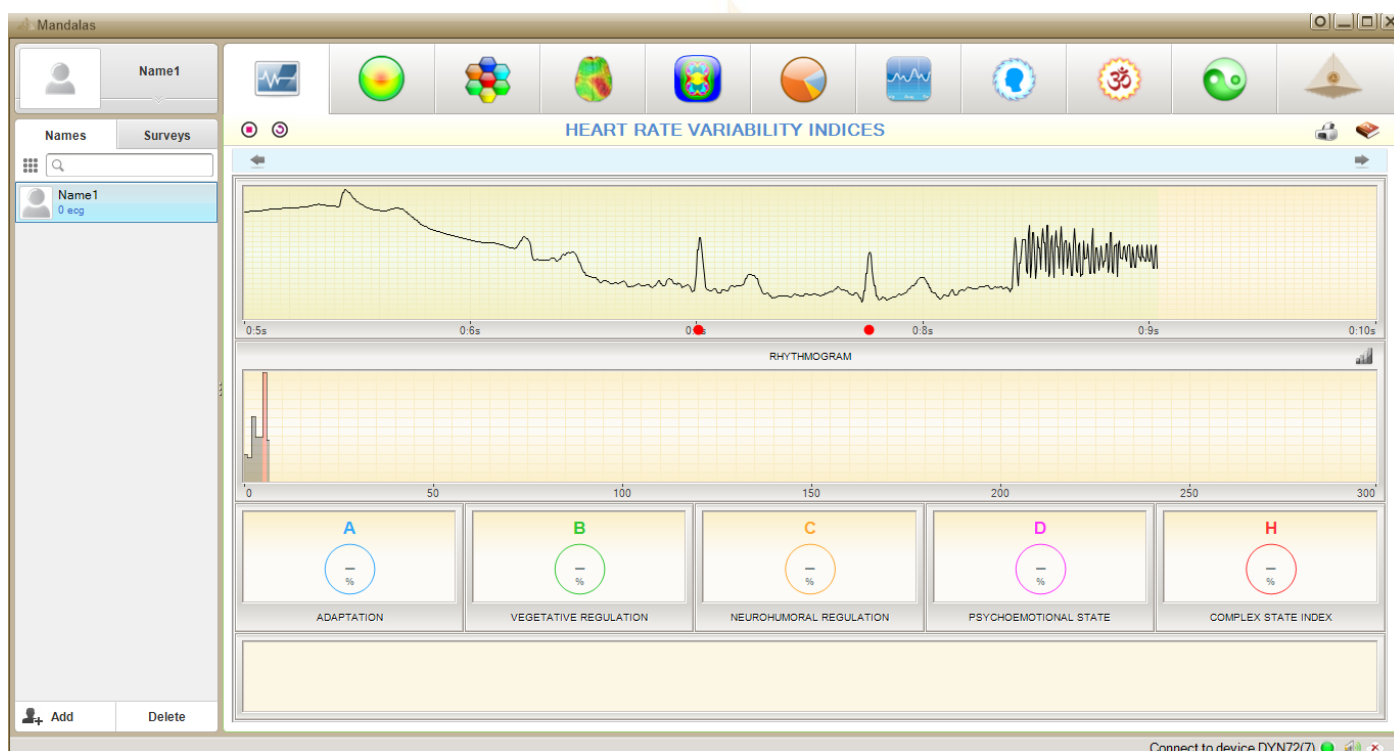 Mandalas
Name1
Names
Surveys
HEART RATE VARIABILITY INDICES
Name1
0 ecg
0:5s 0:6s 0:8s 0:9s 0:10s
RHYTHMOGRAM
0 50 100 150 200 250 300
A B C D H
– – – – –
% % % % %
ADAPTATION VEGETATIVE REGULATION NEUROHUMORAL REGULATION PSYCHOEMOTIONAL STATE COMPLEX STATE INDEX
Add Delete
Connect to device DYN72(7)